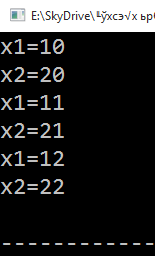 E:\SkyDrive\
x1=10
x2=20
x1=11
x2=21
x1=12
x2=22
------------